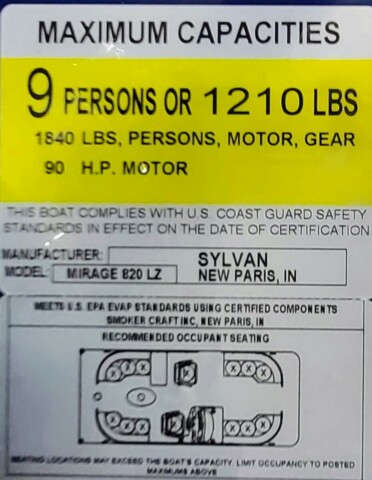 MAXIMUM CAPACITIES
9 PERSONS OR 1210 LBS
1840 LBS, PERSONS, MOTOR, GEAR
90 H.P. MOTOR
THIS BOAT COMPLIES WITH U.S. COAST GUARD SAFETY
STANDARDS IN EFFECT ON THE DATE OF CERTIFICATION
MANUFACTURER: SYLVAN
MODEL: MIRAGE 820 LZ NEW PARIS, IN
MEETS U.S. EPA EVAP STANDARDS USING CERTIFIED COMPONENTS
SMOKER CRAFT INC, NEW PARIS, IN
RECOMMENDED OCCUPANT SEATING
SEATING LOCATIONS MAY EXCEED THE BOAT'S CAPACITY. LIMIT OCCUPANCY TO POSTED
MAXIMUMS ABOVE